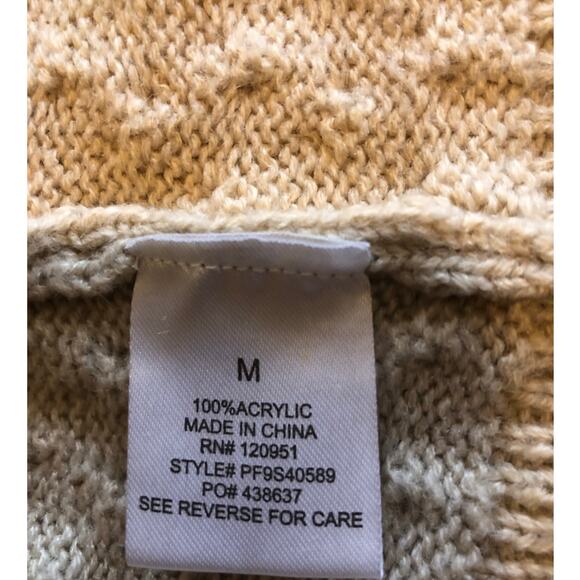 M
100%ACRYLIC
MADE IN CHINA
RN# 120951
STYLE# PF9S40589
PO# 438637
SEE REVERSE FOR CARE